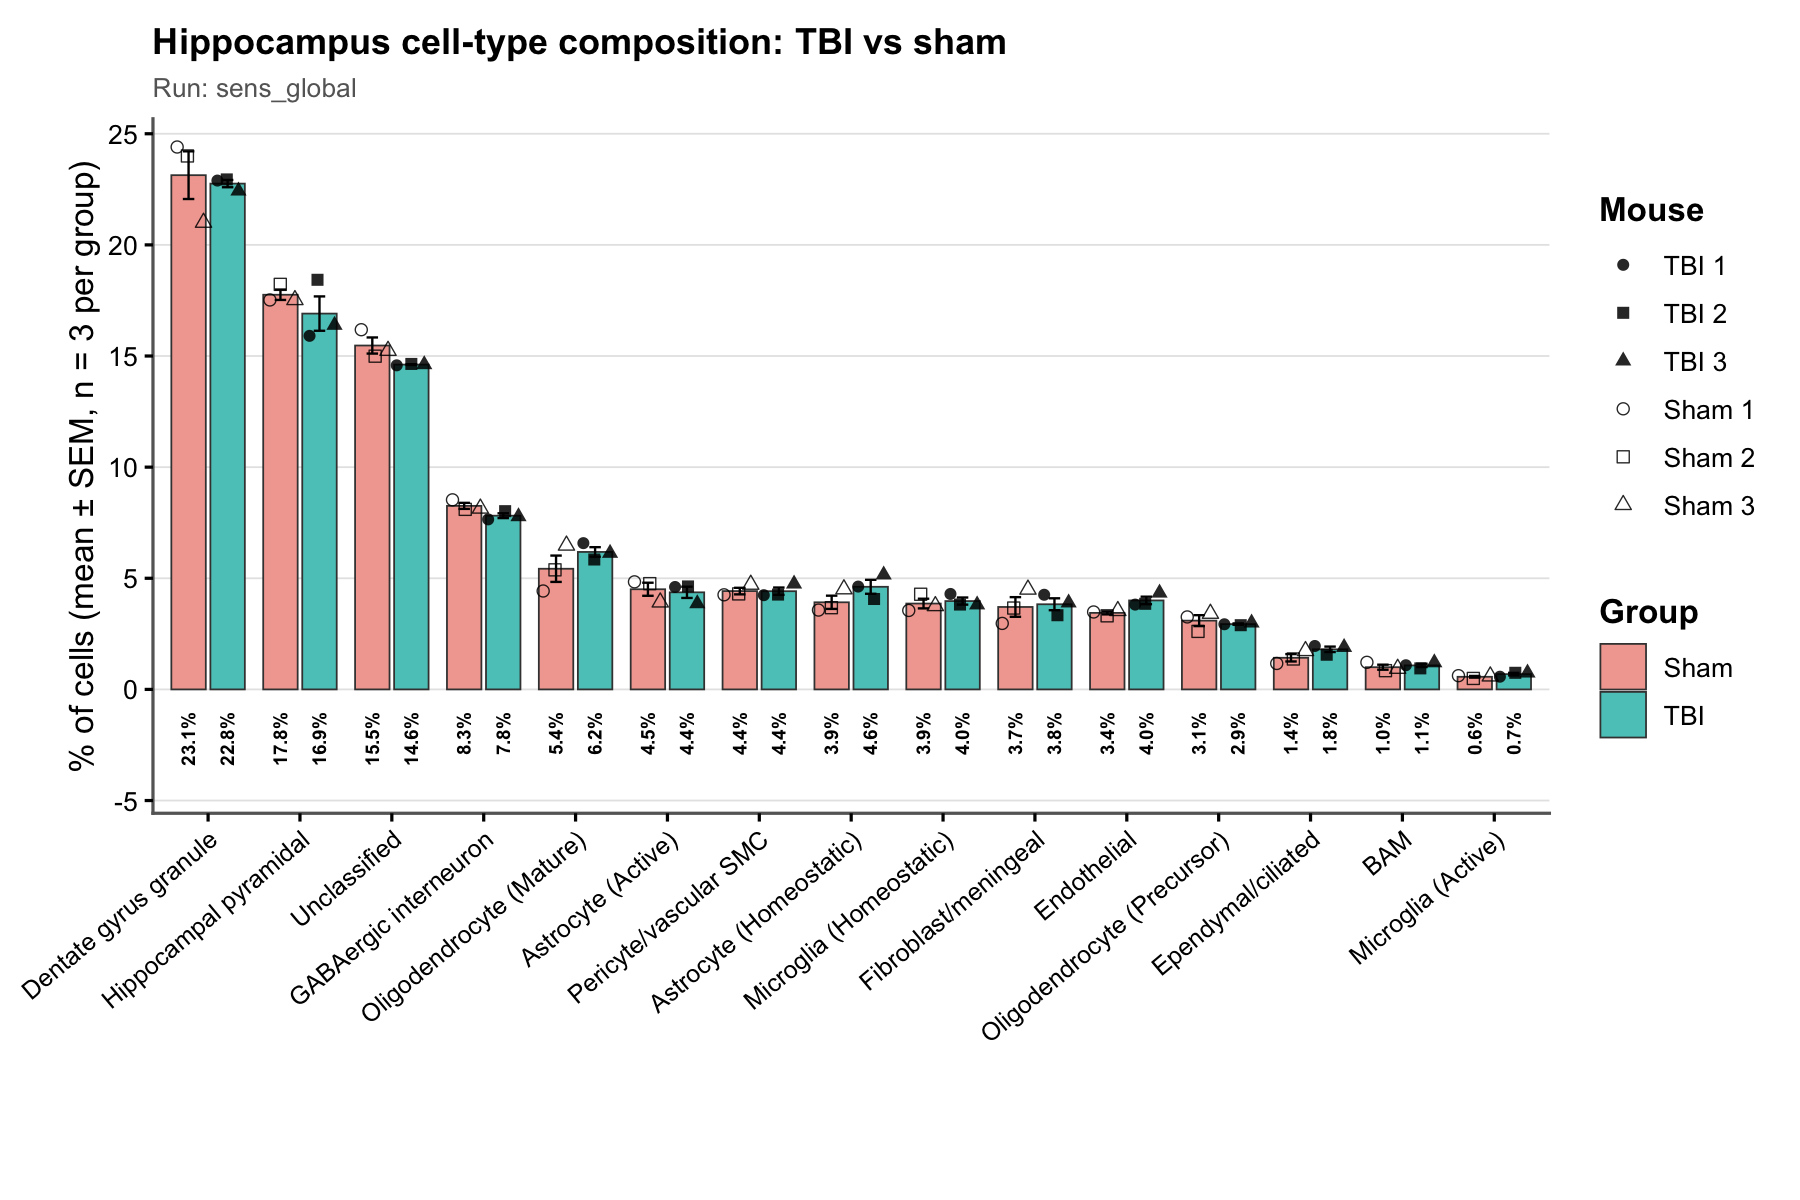 Hippocampus cell-type composition: TBI vs sham
Run: sens_global
% of cells (mean ± SEM, n = 3 per group)
25
20
15
10
5
0
-5
23.1%
22.8%
17.8%
16.9%
15.5%
14.6%
8.3%
7.8%
5.4%
6.2%
4.5%
4.4%
4.4%
4.4%
3.9%
4.6%
3.9%
4.0%
3.7%
3.8%
3.4%
4.0%
3.1%
2.9%
1.4%
1.8%
1.0%
1.1%
0.6%
0.7%
Dentate gyrus granule
Hippocampal pyramidal
Unclassified
GABAergic interneuron
Oligodendrocyte (Mature)
Astrocyte (Active)
Pericyte/vascular SMC
Astrocyte (Homeostatic)
Microglia (Homeostatic)
Fibroblast/meningeal
Endothelial
Oligodendrocyte (Precursor)
Ependymal/ciliated
BAM
Microglia (Active)
Mouse
TBI 1
TBI 2
TBI 3
Sham 1
Sham 2
Sham 3
Group
Sham
TBI